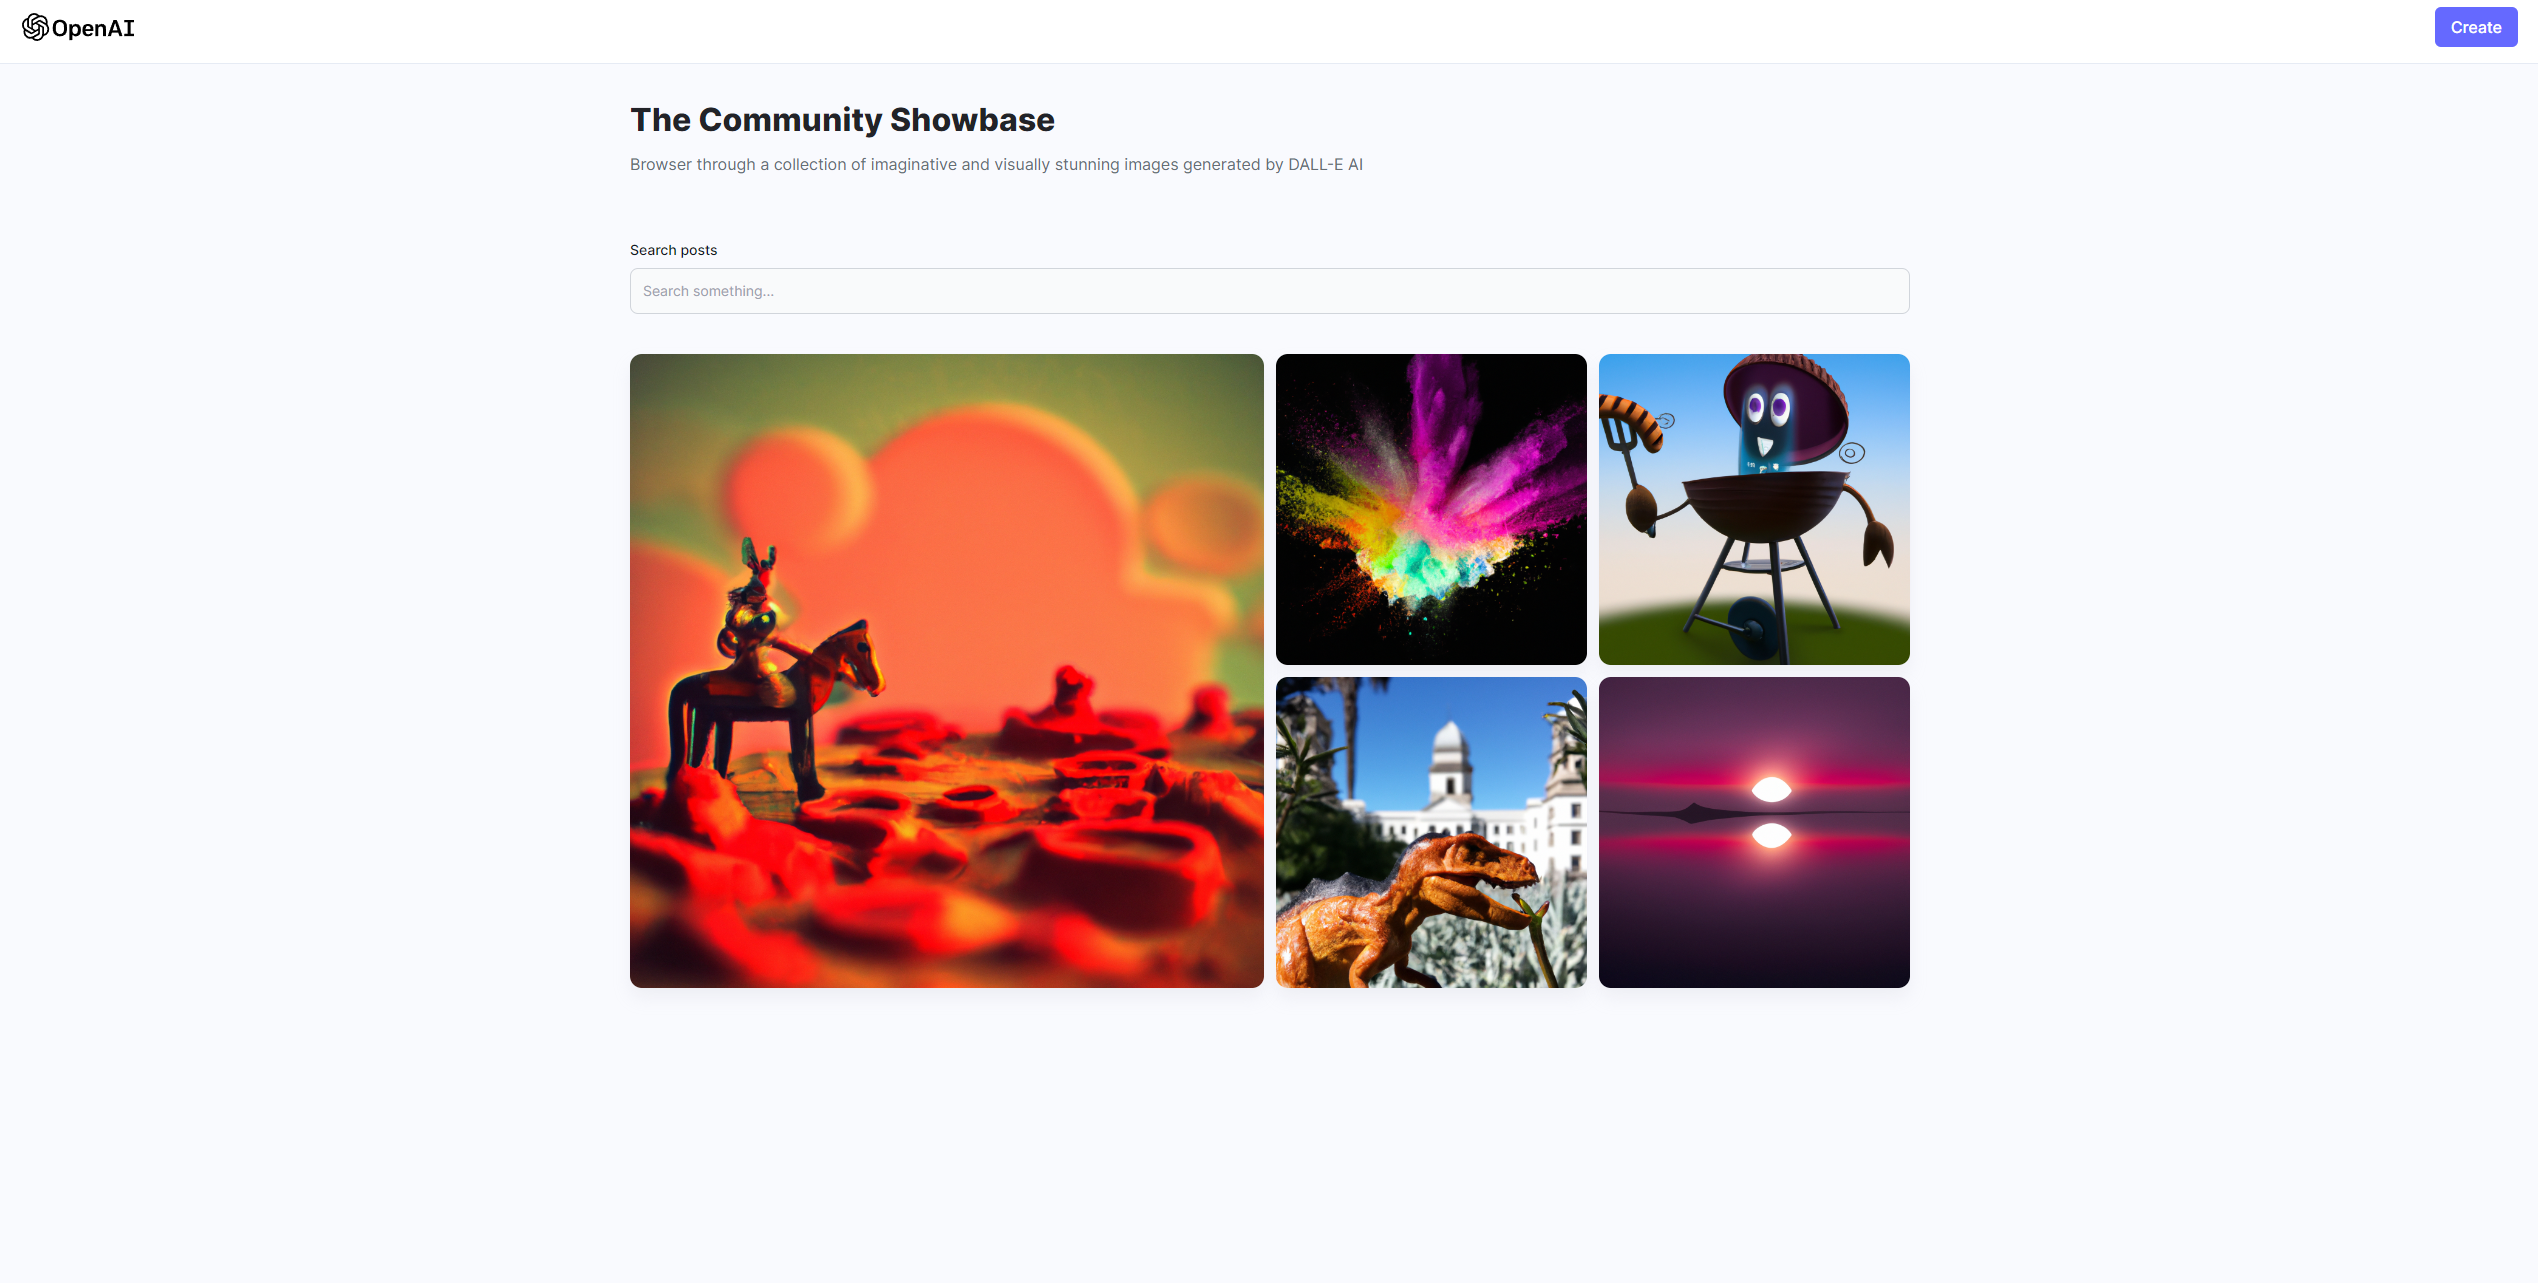 OpenAI
Create
The Community Showbase
Browser through a collection of imaginative and visually stunning images generated by DALL-E AI
Search posts
Search something...